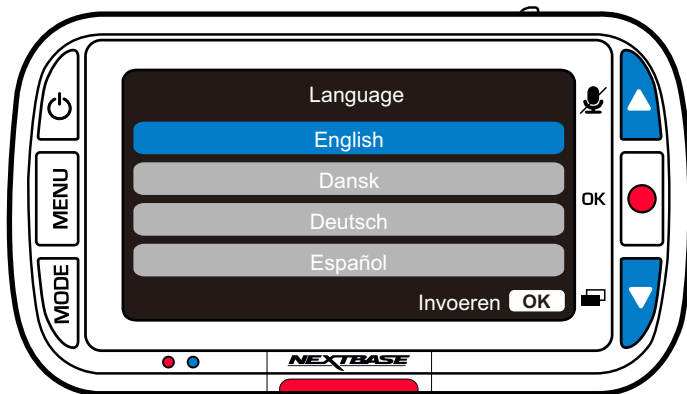 Language
English
Dansk
Deutsch
Español
Invoeren OK
MENU
MODE
OK
NEXTBASE